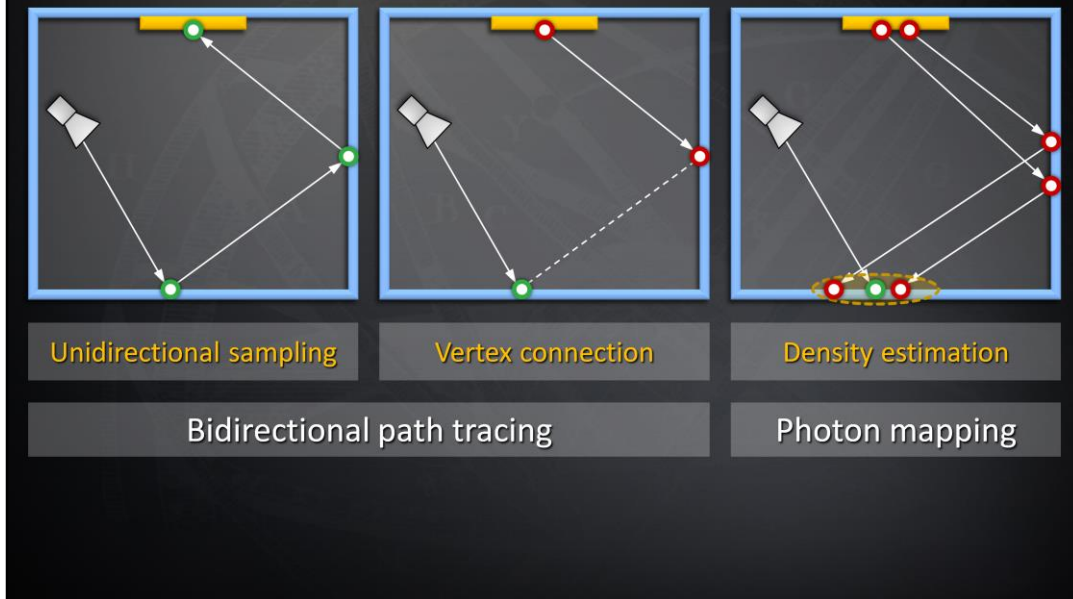 Unidirectional sampling
Vertex connection
Density estimation
Bidirectional path tracing
Photon mapping